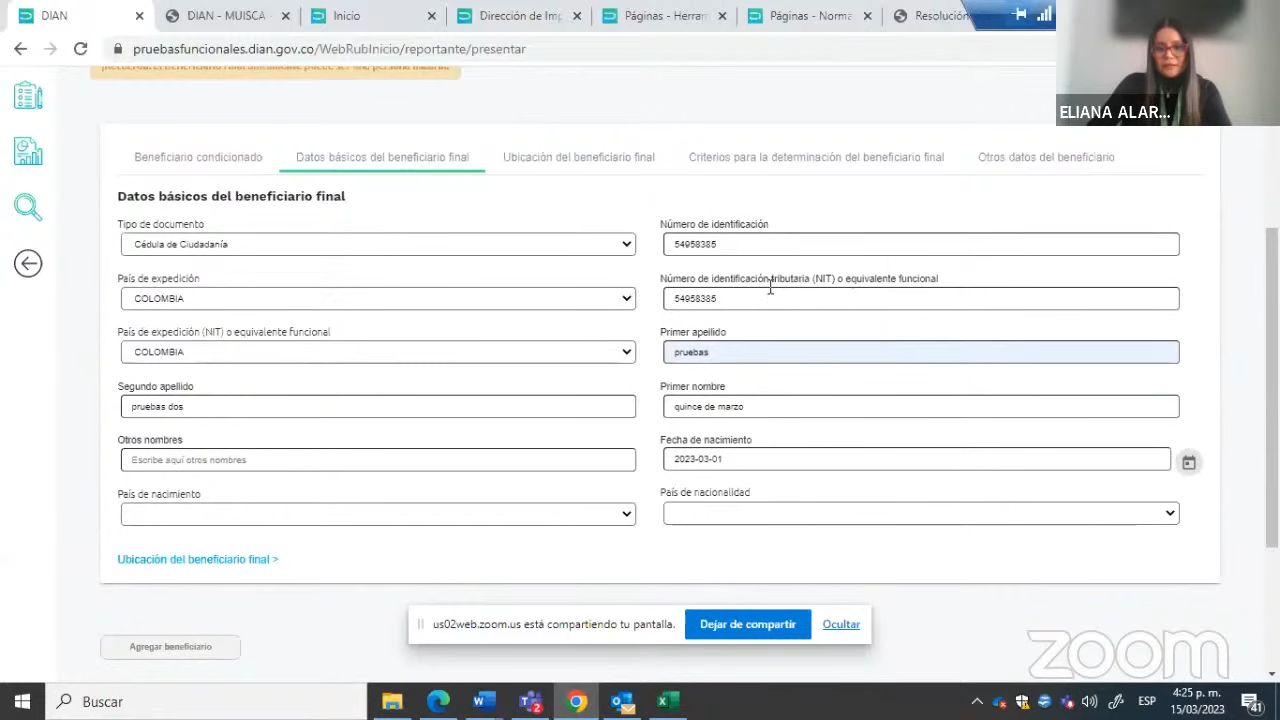 DIAN
DIAN - MUISCA -
Inicio
Dirección de Imp
Páginas - Herram
Páginas - Norma
Resolución
pruebasfuncionales.dian.gov.co/WebRubInicio/reportante/presentar
ELIANA ALAR...
Beneficiario condicionado
Datos básicos del beneficiario final
Ubicación del beneficiario final
Criterios para la determinación del beneficiario final
Otros datos del beneficiario
Datos básicos del beneficiario final
Tipo de documento
Número de identificación
Cédula de Ciudadanía
54958385
País de expedición
Número de identificación tributaria (NIT) o equivalente funcional
COLOMBIA
54958385
País de expedición (NIT) o equivalente funcional
Primer apellido
COLOMBIA
pruebas
Segundo apellido
Primer nombre
pruebas dos
quince de marzo
Otros nombres
Fecha de nacimiento
Escribe aquí otros nombres
2023-03-01
País de nacimiento
País de nacionalidad
Ubicación del beneficiario final >
us02web.zoom.us está compartiendo tu pantalla.
Dejar de compartir
Ocultar
Agregar beneficiario
zoom
Buscar
ESP
4:25 p. m.
15/03/2023
41